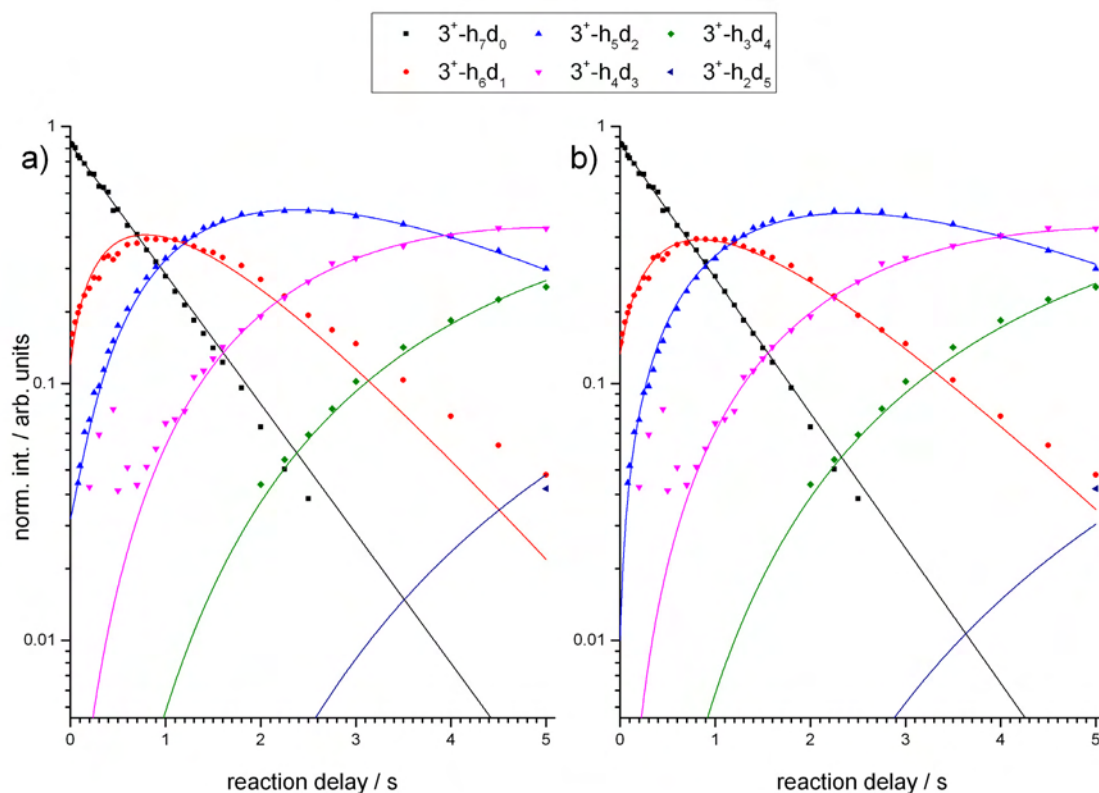 3⁺-h₇d₀ 3⁺-h₅d₂ 3⁺-h₃d₄
3⁺-h₆d₁ 3⁺-h₄d₃ 3⁺-h₂d₅
a) b)
1 1
0.1 0.1
0.01 0.01
norm. int. / arb. units
0 1 2 3 4 5 0 1 2 3 4 5
reaction delay / s reaction delay / s